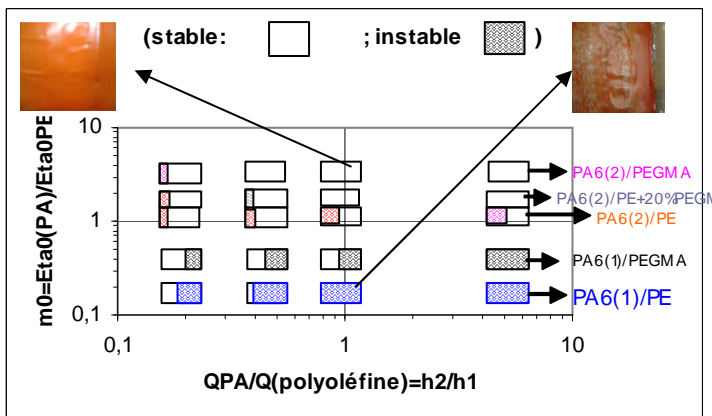 (stable: ; instable )
m0=Eta0(PA)/Eta0PE
10
1
0,1
0,1
1
10
PA6(2)/PEGMA
PA6(2)/PE+20%PEGM
PA6(2)/PE
PA6(1)/PEGMA
PA6(1)/PE
QPA/Q(polyoléfine)=h2/h1